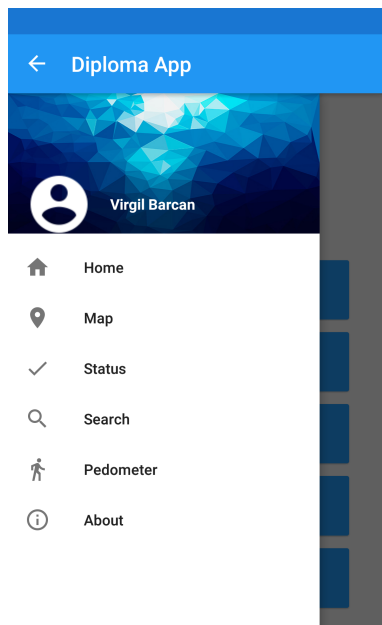 Diploma App
Virgil Barcan
Home
Map
Status
Search
Pedometer
About